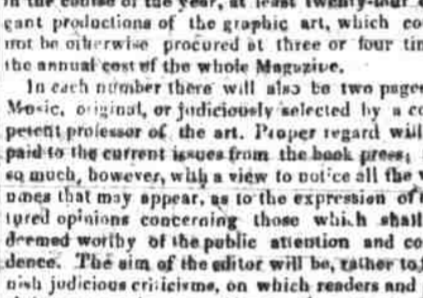 in the course of the year, at least twenty-four
gant productions of the graphic art, which co
not be otherwise procured at three or four tim
the annual cost of the whole Magazine.
In each number there will also be two page
Music, original, or judiciously selected by a co
petent professor of the art. Proper regard will
paid to the current issues from the book press;
so much, however, with a view to notice all the v
umes that may appear, as to the expression of
tured opinions concerning those which shall
deemed worthy of the public attention and co
dence. The aim of the editor will be, rather to f
nish judicious criticisms, on which readers and